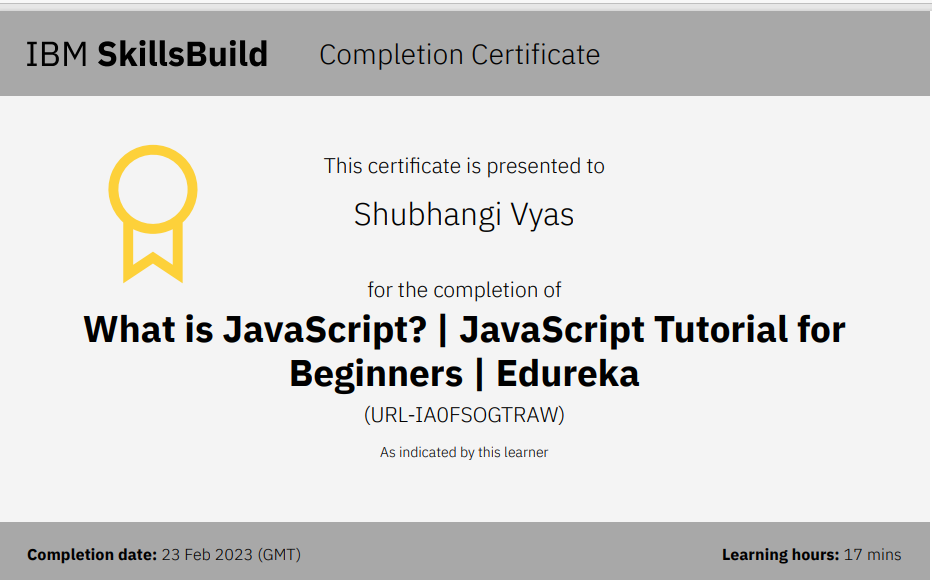 IBM SkillsBuild Completion Certificate
This certificate is presented to
Shubhangi Vyas
for the completion of
What is JavaScript? | JavaScript Tutorial for
Beginners | Edureka
(URL-IA0FSOGTRAW)
As indicated by this learner
Completion date: 23 Feb 2023 (GMT)
Learning hours: 17 mins